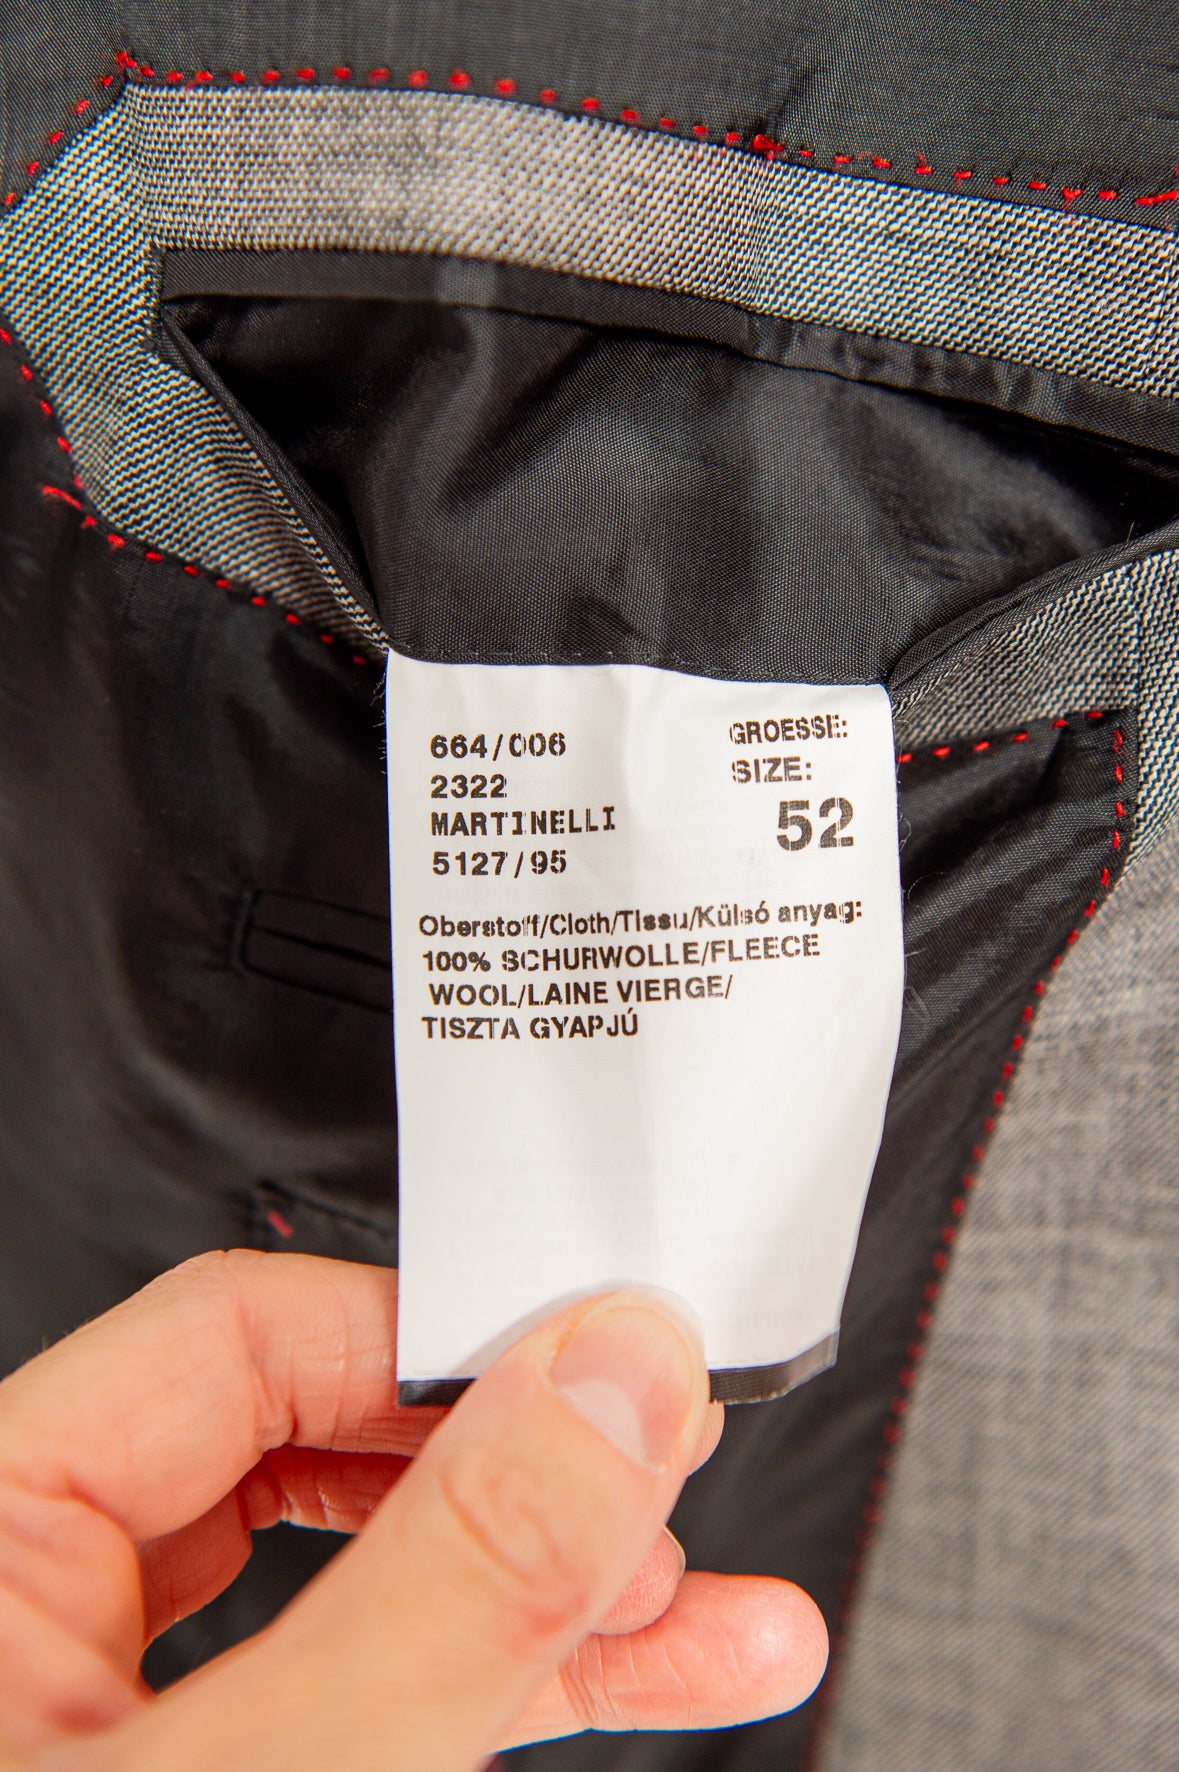 664/006
2322
MARTINELLI
5127/95
GROESSE:
SIZE:
52
Oberstoff/Cloth/Tissu/Külsó anyag:
100% SCHURWOLLE/FLEECE
WOOL/LAINE VIERGE/
TISZTA GYAPJÚ